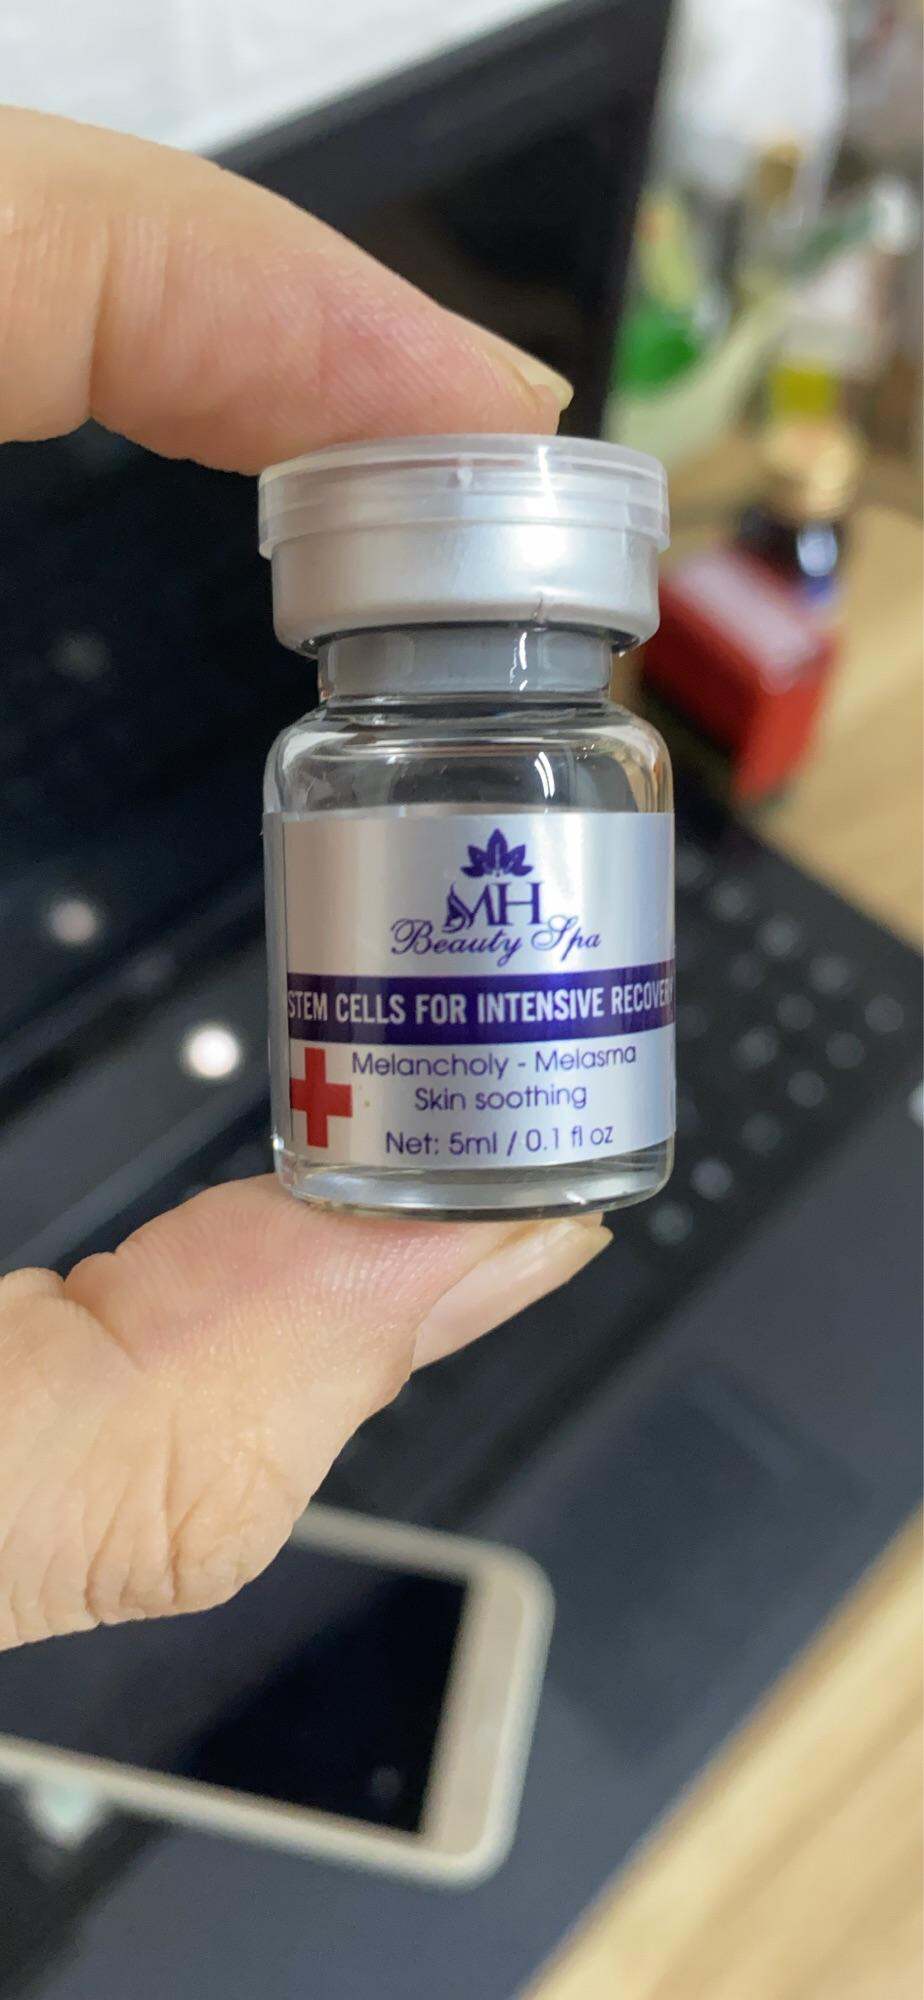 MH
Beauty Spa
STEM CELLS FOR INTENSIVE RECOVERY
Melancholy - Melasma
Skin soothing
Net: 5ml / 0.1 fl oz